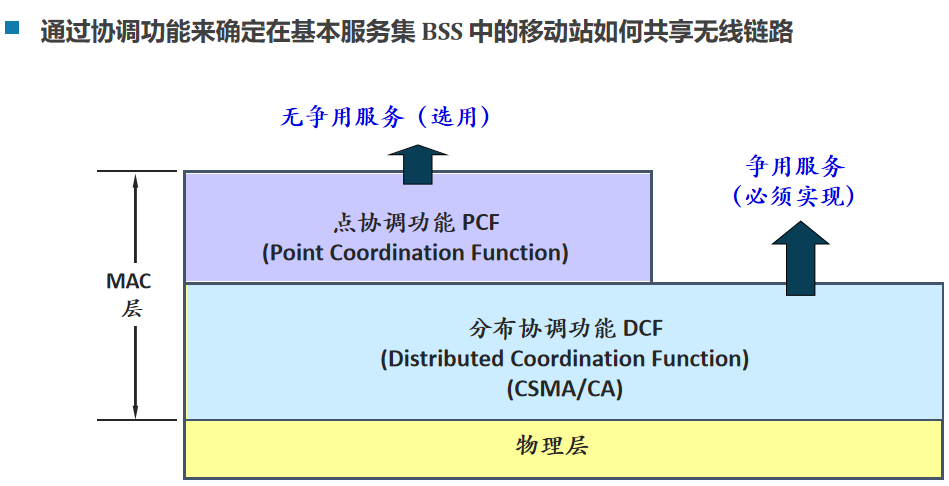 通过协调功能来确定在基本服务集 BSS 中的移动站如何共享无线链路
无争用服务（选用）
争用服务
（必须实现）
点协调功能 PCF
(Point Coordination Function)
MAC
层
分布协调功能 DCF
(Distributed Coordination Function)
(CSMA/CA)
物理层